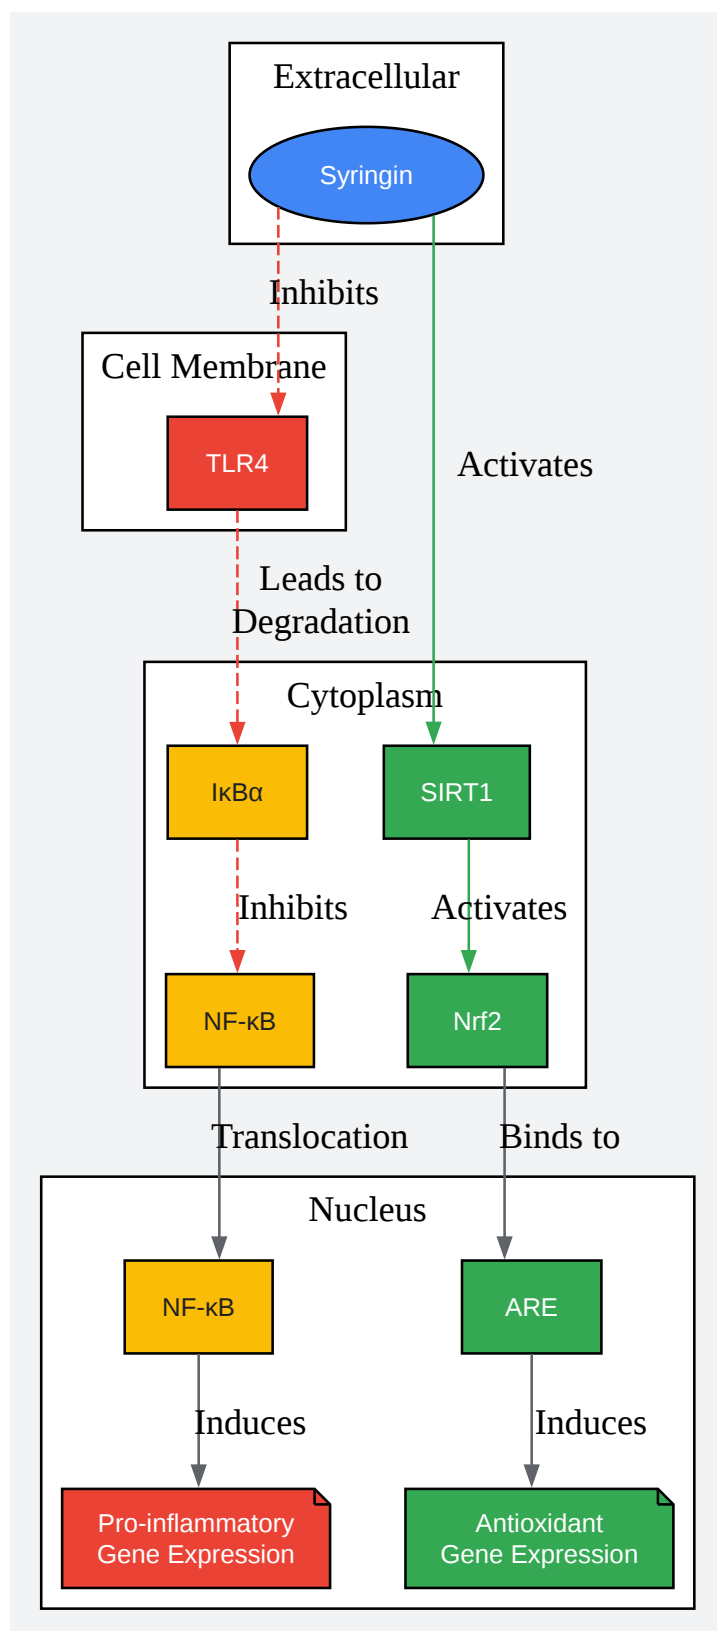 Extracellular
Syringin
Inhibits
Cell Membrane
TLR4
Activates
Leads to
Degradation
Cytoplasm
IκBα
SIRT1
Inhibits
Activates
NF-κB
Nrf2
Translocation
Binds to
Nucleus
NF-κB
ARE
Induces
Induces
Pro-inflammatory
Gene Expression
Antioxidant
Gene Expression